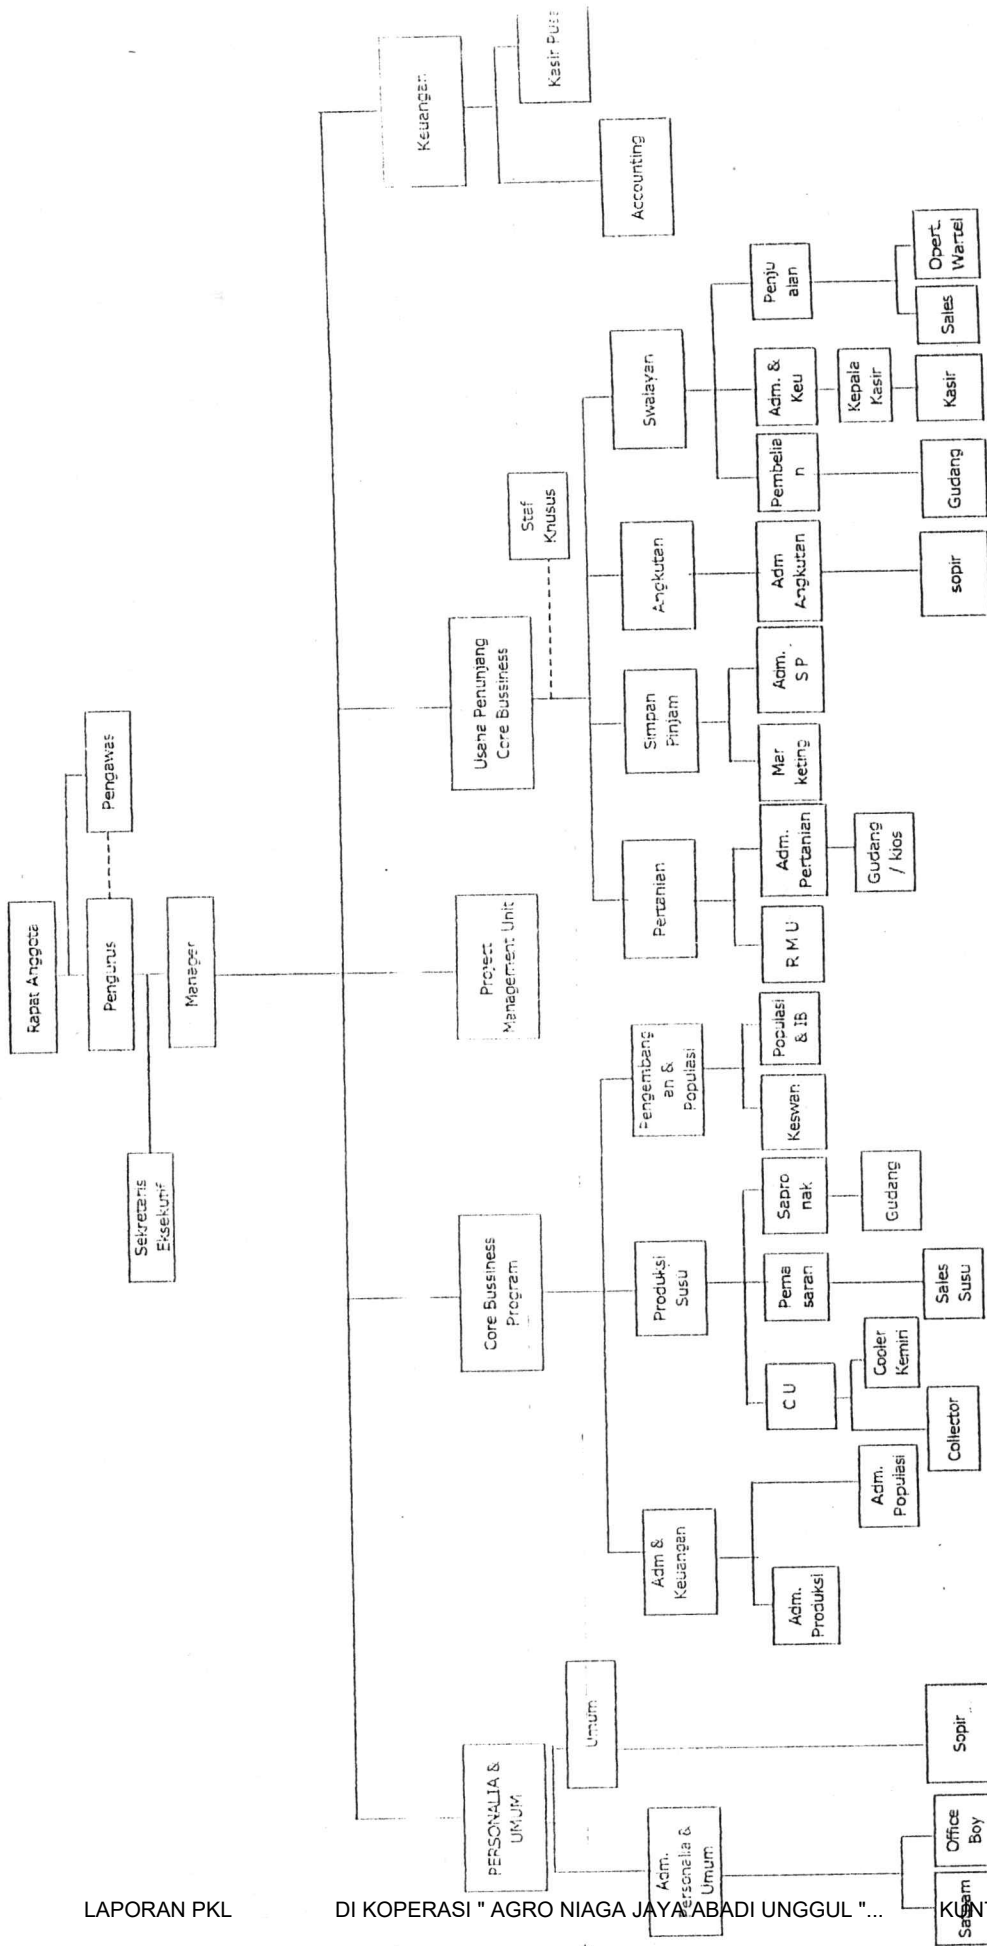 Rapat Anggota
Pengurus
Pengawas
Sekretaris
Eksekutif
Manager
PERSONALIA &
UMUM
Core Bussiness
Program
Project
Management Unit
Usaha Penunjang
Core Bussiness
Keuangan
Staf
Khusus
Umum
Adm.
Personalia &
Umum
Adm &
Keuangan
Produksi
Susu
Pengembang
an &
Populasi
Pertanian
Simpan
Pinjam
Angkutan
Swalayan
Accounting
Kasir Pusa
Adm.
Produksi
Adm.
Populasi
C U
Pema
saran
Sapro
nak
Keswan
Populasi
& IB
R M U
Adm.
Pertanian
Mar
keting
Adm.
S P
Adm
Angkutan
Pembelia
n
Adm. &
Keu
Penju
alan
Cooler
Kemiri
Gudang
Gudang
/ kios
Kepala
Kasir
Satpam
Office
Boy
Sopir
Collector
Sales
Susu
sopir
Gudang
Kasir
Sales
Opert.
Wartel
LAPORAN PKL DI KOPERASI " AGRO NIAGA JAYA ABADI UNGGUL "...